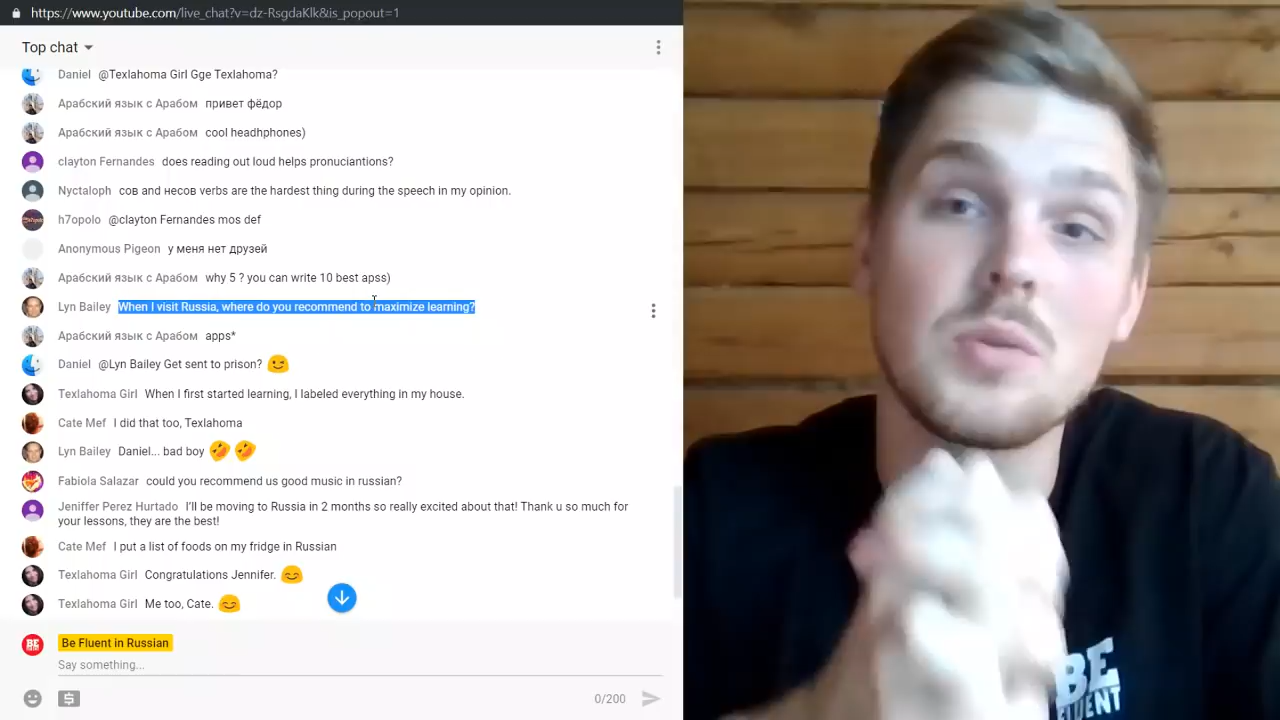 https://www.youtube.com/live_chat?v=dz-RsgdaKlk&is_popout=1
Top chat
Daniel @Texlahoma Girl Gge Texlahoma?
Арабский язык с Арабом привет фёдор
Арабский язык с Арабом cool headhphones)
clayton Fernandes does reading out loud helps pronuciantions?
Nyctaloph сов and несов verbs are the hardest thing during the speech in my opinion.
h7opolo @clayton Fernandes mos def
Anonymous Pigeon у меня нет друзей
Арабский язык с Арабом why 5 ? you can write 10 best apss)
Lyn Bailey When I visit Russia, where do you recommend to maximize learning?
Арабский язык с Арабом apps*
Daniel @Lyn Bailey Get sent to prison? 😉
Texlahoma Girl When I first started learning, I labeled everything in my house.
Cate Mef I did that too, Texlahoma
Lyn Bailey Daniel... bad boy 🤣 🤣
Fabiola Salazar could you recommend us good music in russian?
Jeniffer Perez Hurtado I'll be moving to Russia in 2 months so really excited about that! Thank u so much for
your lessons, they are the best!
Cate Mef I put a list of foods on my fridge in Russian
Texlahoma Girl Congratulations Jennifer. 😊
Texlahoma Girl Me too, Cate. 😊
BE
FLUENT
Be Fluent in Russian
Say something...
0/200
BE
FLUENT